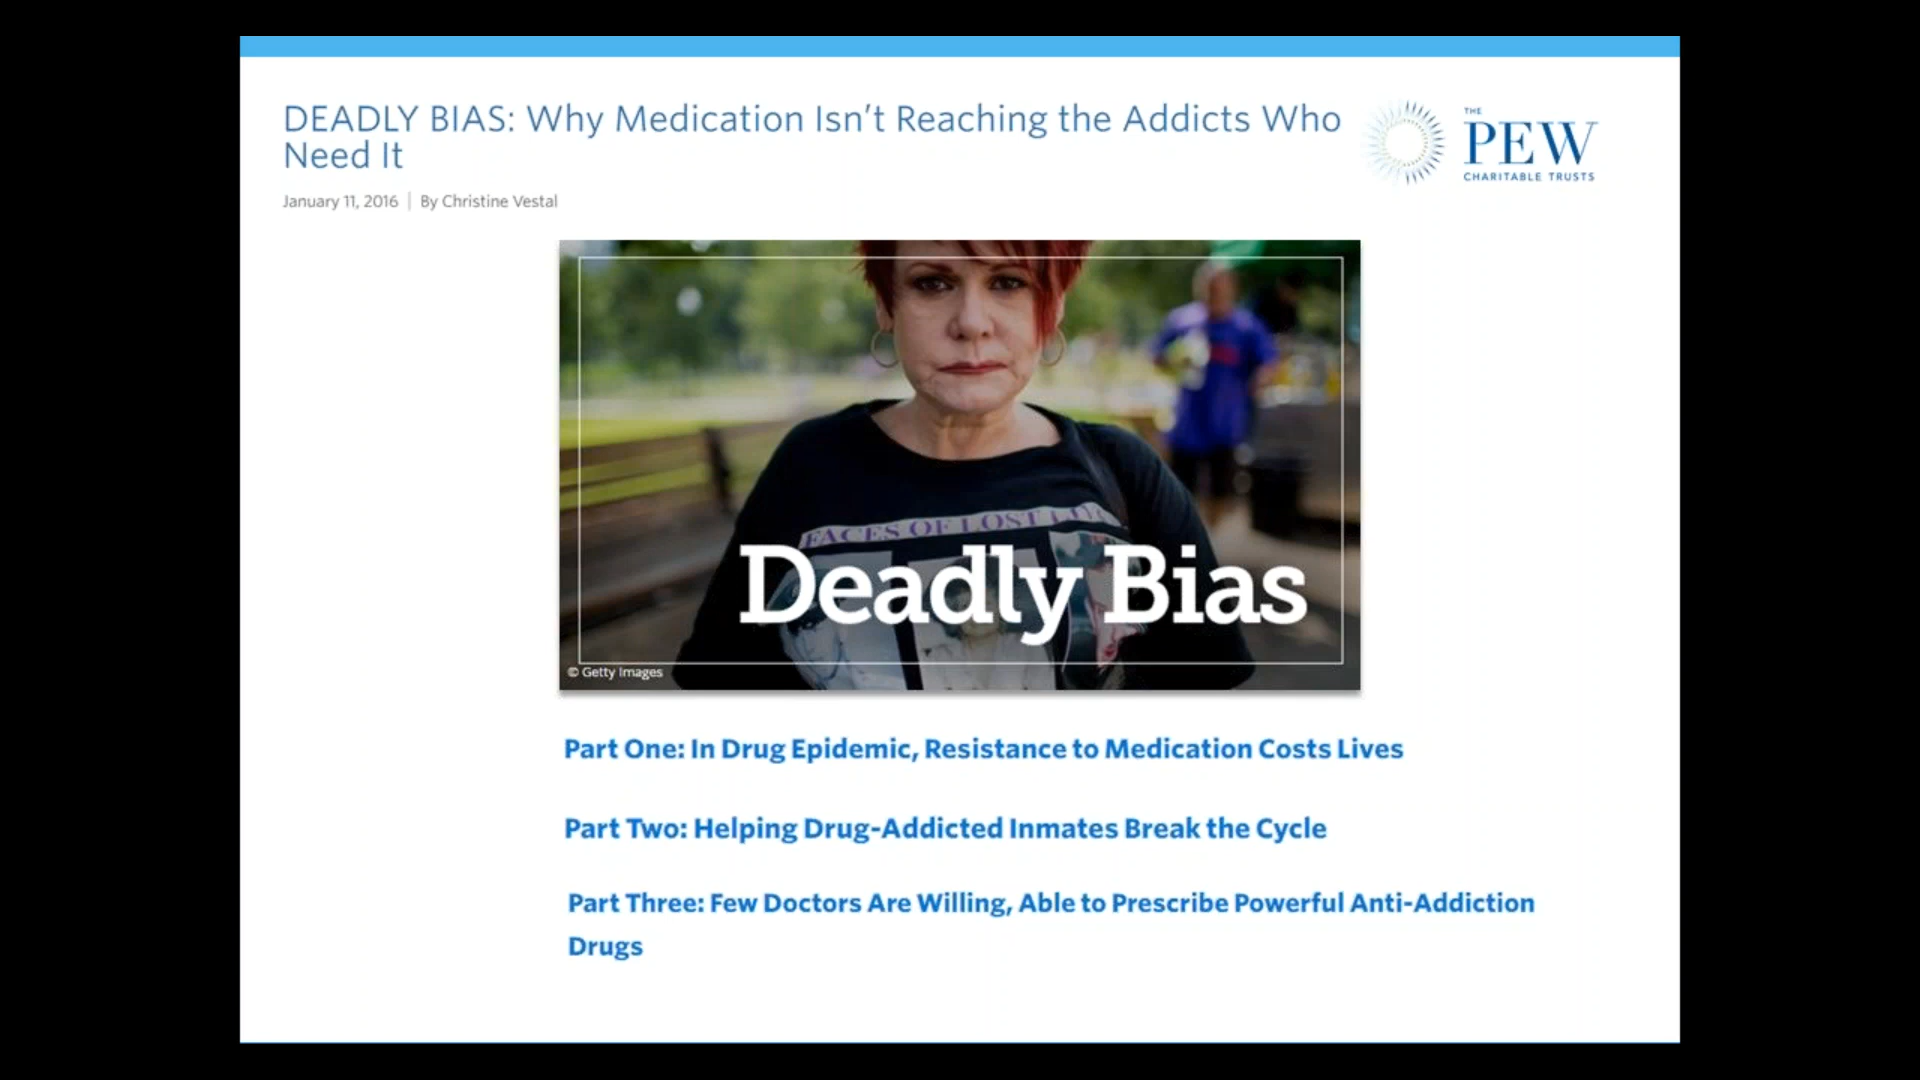 DEADLY BIAS: Why Medication Isn't Reaching the Addicts Who
Need It
THE
PEW
CHARITABLE TRUSTS
January 11, 2016 | By Christine Vestal
FACES OF LOST
Deadly Bias
© Getty Images
Part One: In Drug Epidemic, Resistance to Medication Costs Lives
Part Two: Helping Drug-Addicted Inmates Break the Cycle
Part Three: Few Doctors Are Willing, Able to Prescribe Powerful Anti-Addiction
Drugs